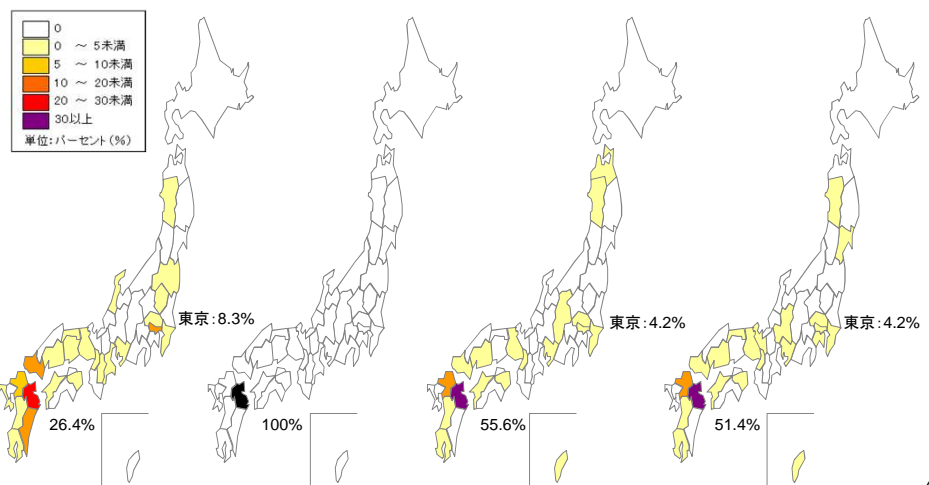 0
0 ～ 5未満
5 ～ 10未満
10 ～ 20未満
20 ～ 30未満
30以上
単位:パーセント(%)
東京:8.3%
東京:4.2%
東京:4.2%
26.4%
100%
55.6%
51.4%